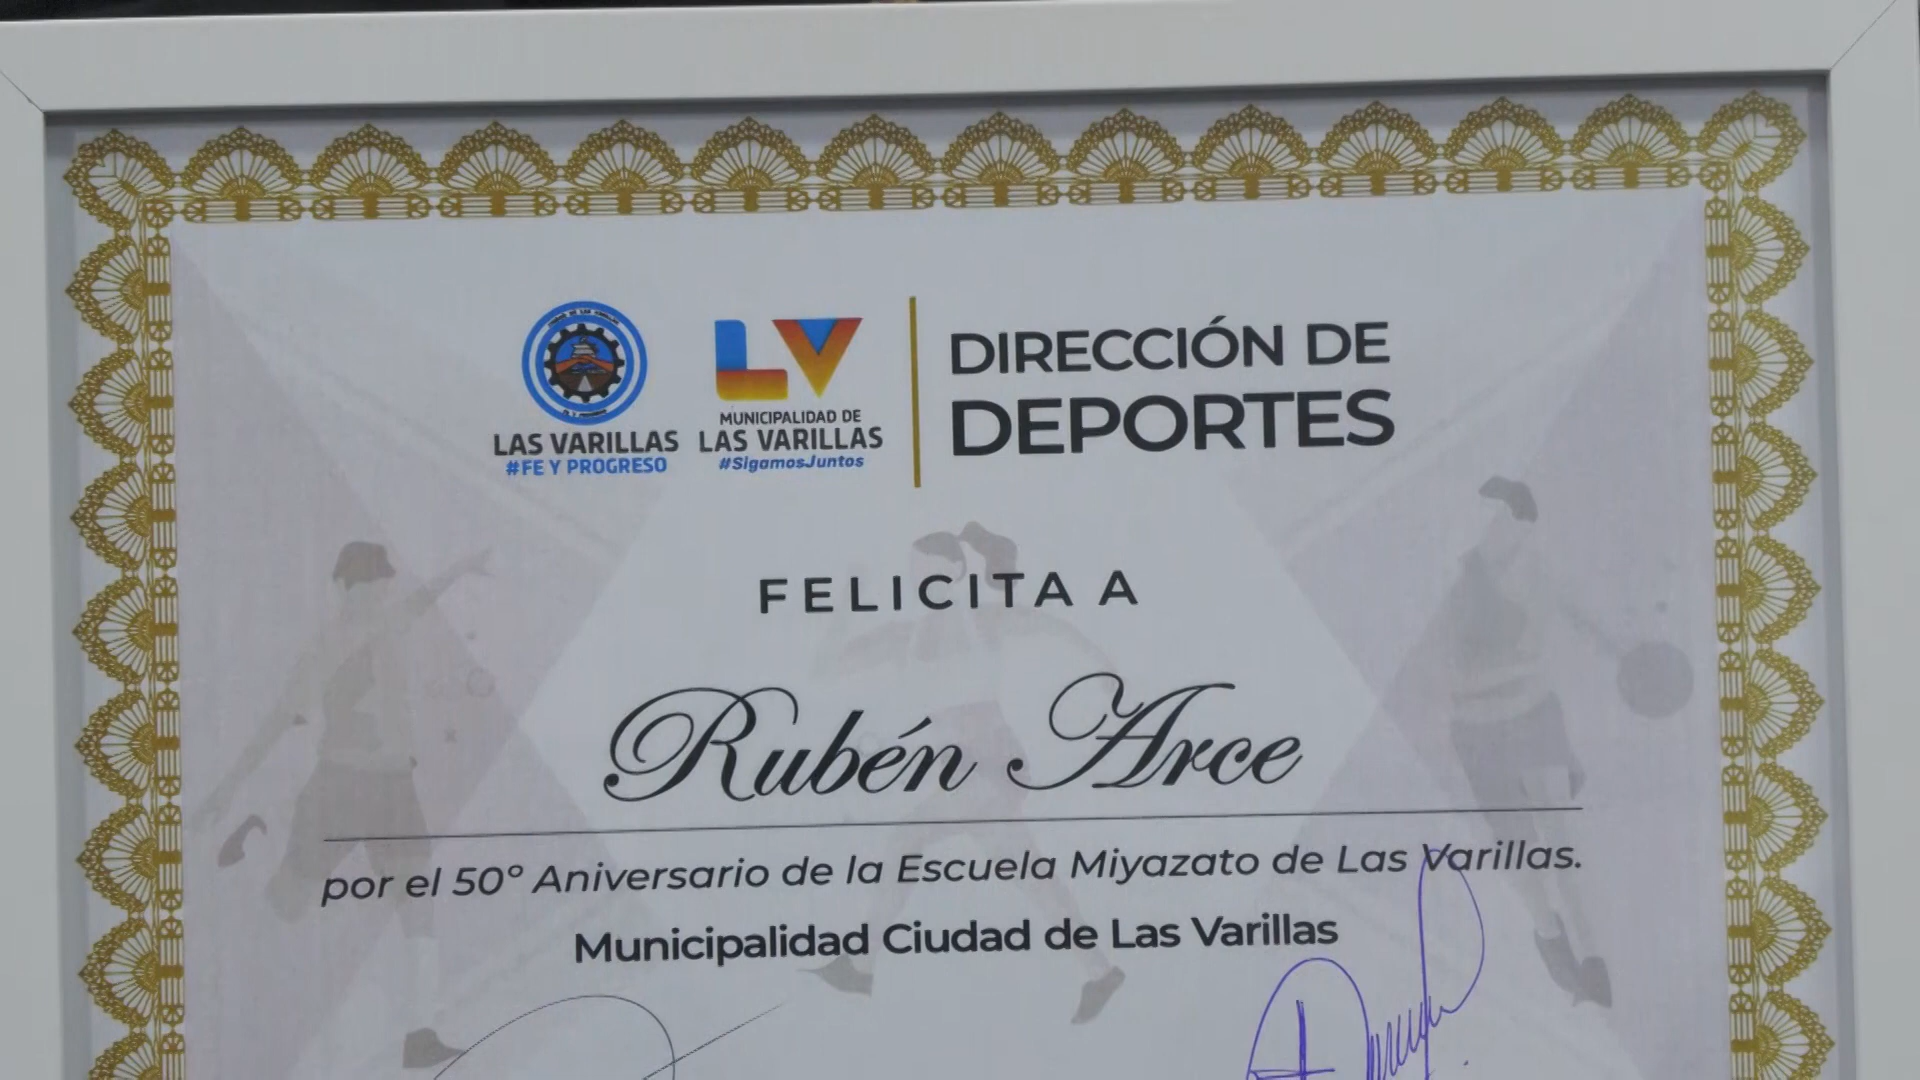 LAS VARILLAS
#FE Y PROGRESO
MUNICIPALIDAD DE
LAS VARILLAS
#SigamosJuntos
DIRECCIÓN DE
DEPORTES
FELICITA A
Rubén Arce
por el 50° Aniversario de la Escuela Miyazato de Las Varillas.
Municipalidad Ciudad de Las Varillas